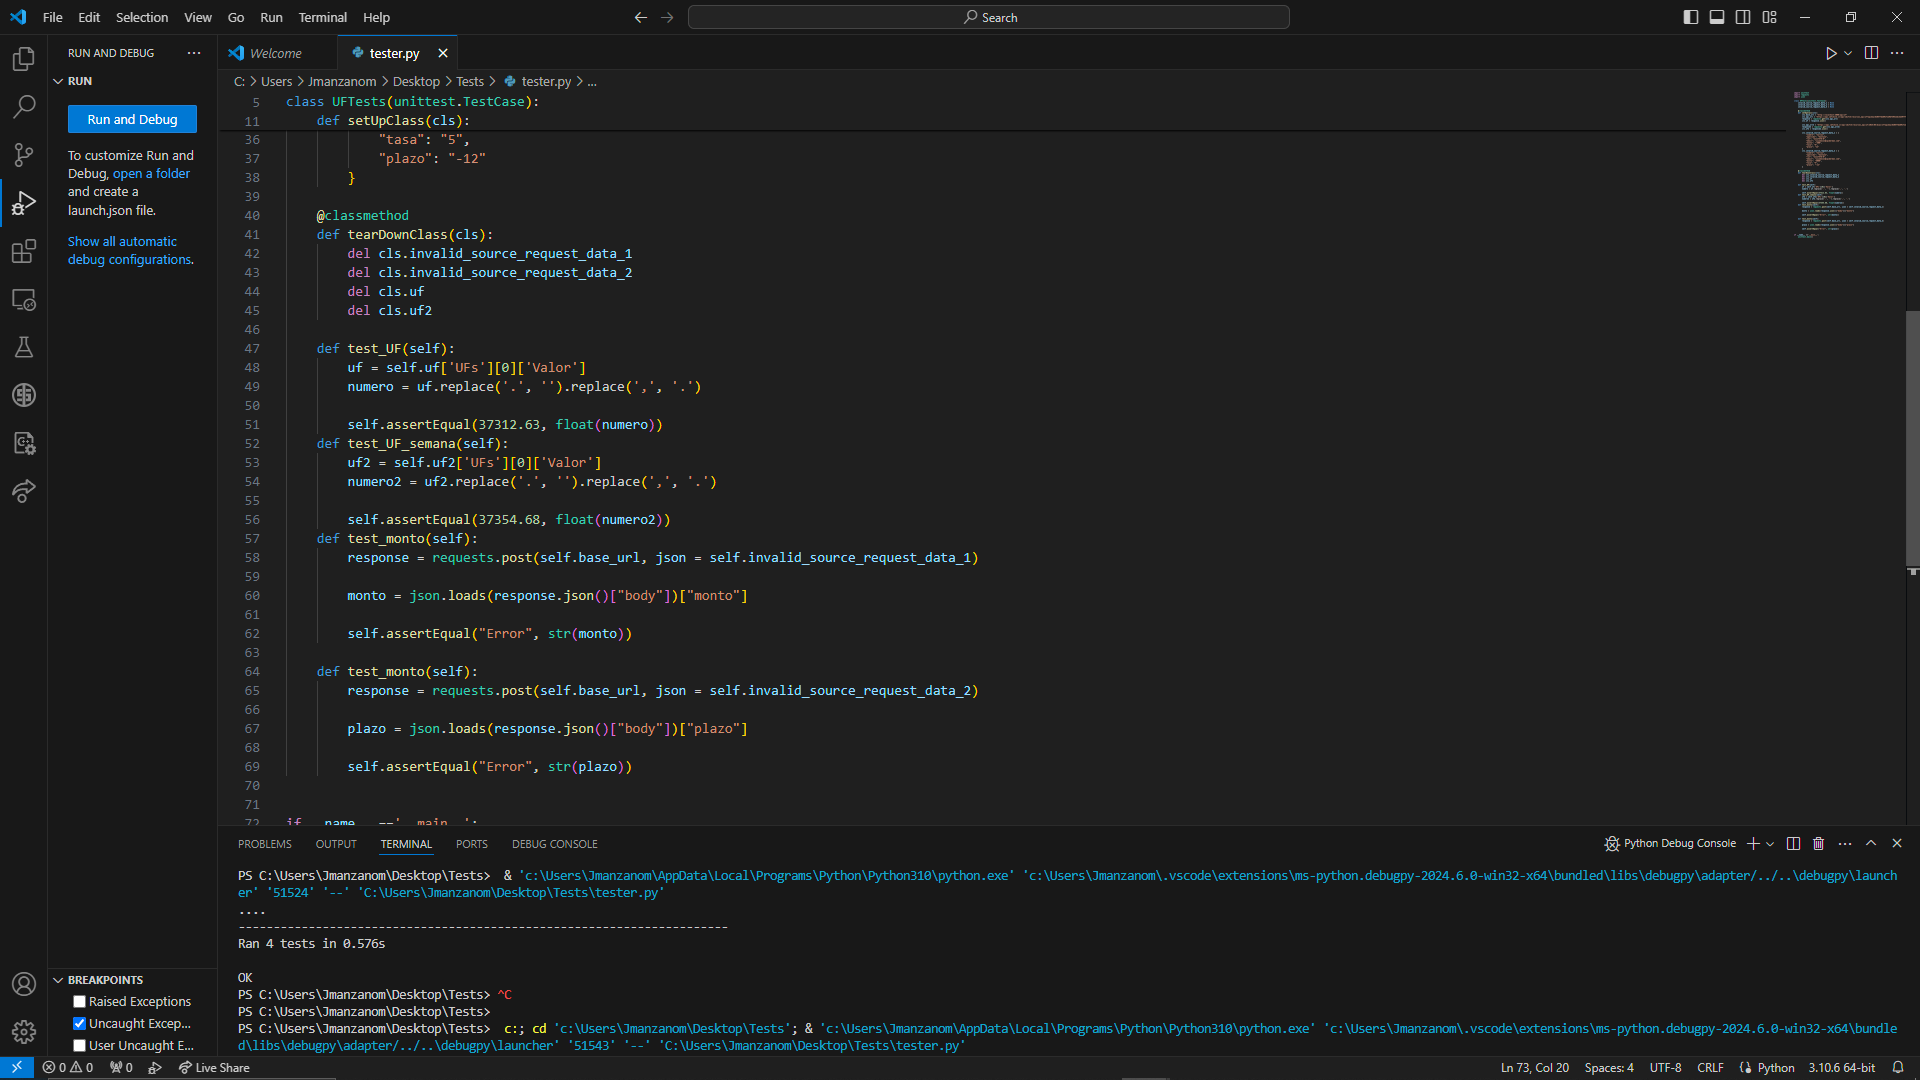 File Edit Selection View Go Run Terminal Help
Search
RUN AND DEBUG
RUN
Run and Debug
To customize Run and
Debug, open a folder
and create a
launch.json file.
Show all automatic
debug configurations.
BREAKPOINTS
Raised Exceptions
Uncaught Excep...
User Uncaught E...
Welcome
tester.py
C: > Users > Jmanzanom > Desktop > Tests > tester.py > ...
5 class UFTests(unittest.TestCase):
11 def setUpClass(cls):
36 "tasa": "5",
37 "plazo": "-12"
38 }
39
40 @classmethod
41 def tearDownClass(cls):
42 del cls.invalid_source_request_data_1
43 del cls.invalid_source_request_data_2
44 del cls.uf
45 del cls.uf2
46
47 def test_UF(self):
48 uf = self.uf['UFs'][0]['Valor']
49 numero = uf.replace('.', '').replace(',', '.')
50
51 self.assertEqual(37312.63, float(numero))
52 def test_UF_semana(self):
53 uf2 = self.uf2['UFs'][0]['Valor']
54 numero2 = uf2.replace('.', '').replace(',', '.')
55
56 self.assertEqual(37354.68, float(numero2))
57 def test_monto(self):
58 response = requests.post(self.base_url, json = self.invalid_source_request_data_1)
59
60 monto = json.loads(response.json()["body"])["monto"]
61
62 self.assertEqual("Error", str(monto))
63
64 def test_monto(self):
65 response = requests.post(self.base_url, json = self.invalid_source_request_data_2)
66
67 plazo = json.loads(response.json()["body"])["plazo"]
68
69 self.assertEqual("Error", str(plazo))
70
71
72 if __name__ =='__main__':
PROBLEMS OUTPUT TERMINAL PORTS DEBUG CONSOLE
Python Debug Console
PS C:\Users\Jmanzanom\Desktop\Tests> & 'c:\Users\Jmanzanom\AppData\Local\Programs\Python\Python310\python.exe' 'c:\Users\Jmanzanom\.vscode\extensions\ms-python.debugpy-2024.6.0-win32-x64\bundled\libs\debugpy\adapter/../..\debugpy\launch
er' '51524' '--' 'C:\Users\Jmanzanom\Desktop\Tests\tester.py'
....
----------------------------------------------------------------------
Ran 4 tests in 0.576s
OK
PS C:\Users\Jmanzanom\Desktop\Tests> ^C
PS C:\Users\Jmanzanom\Desktop\Tests>
PS C:\Users\Jmanzanom\Desktop\Tests> c:; cd 'c:\Users\Jmanzanom\Desktop\Tests'; & 'c:\Users\Jmanzanom\AppData\Local\Programs\Python\Python310\python.exe' 'c:\Users\Jmanzanom\.vscode\extensions\ms-python.debugpy-2024.6.0-win32-x64\bundle
d\libs\debugpy\adapter/../..\debugpy\launcher' '51543' '--' 'C:\Users\Jmanzanom\Desktop\Tests\tester.py'
0 0 0 Live Share
Ln 73, Col 20 Spaces: 4 UTF-8 CRLF Python 3.10.6 64-bit